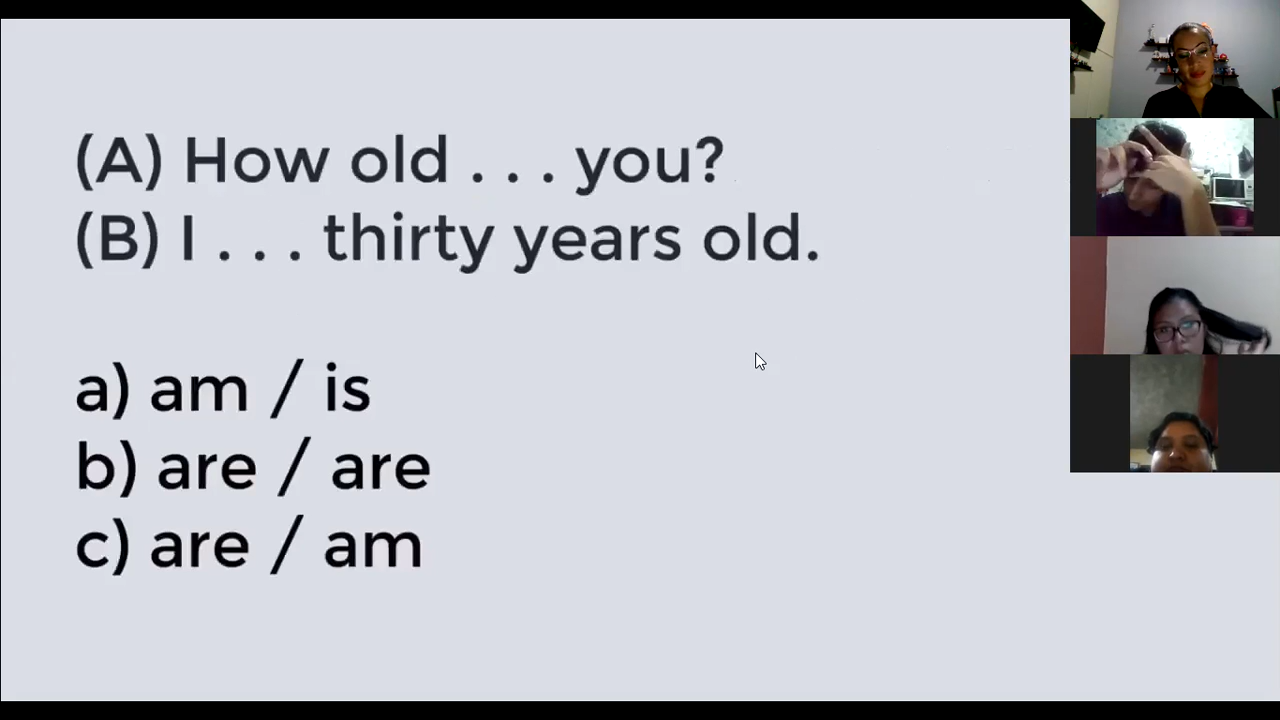 (A) How old . . . you?
(B) I . . . thirty years old.
a) am / is
b) are / are
c) are / am